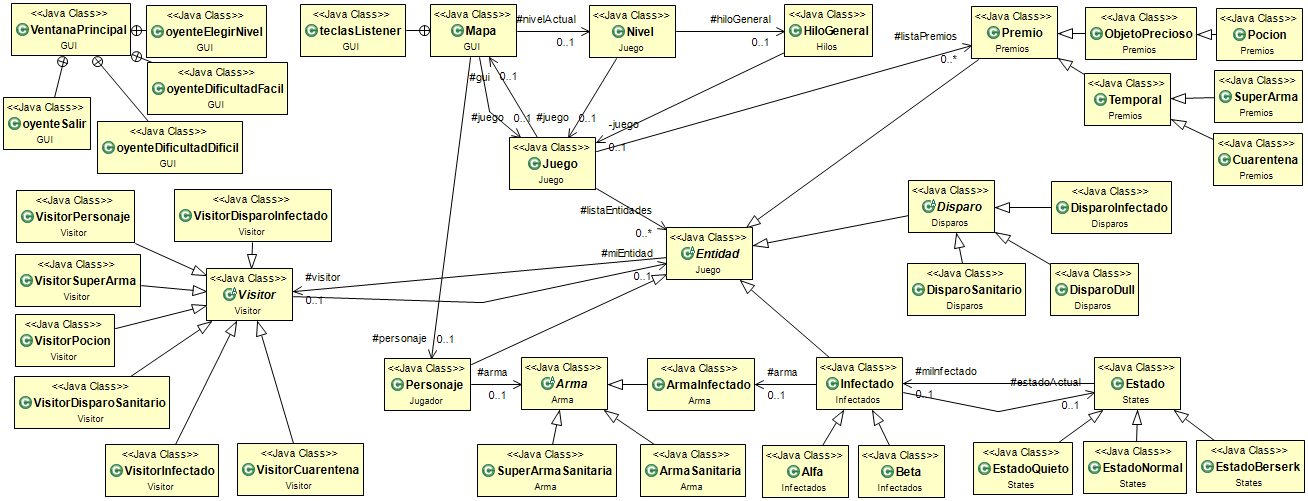 <<Java Class>>
VentanaPrincipal
GUI
<<Java Class>>
oyenteElegirNivel
GUI
<<Java Class>>
oyenteDificultadFacil
GUI
<<Java Class>>
oyenteSalir
GUI
<<Java Class>>
oyenteDificultadDificil
GUI
<<Java Class>>
teclasListener
GUI
<<Java Class>>
Mapa
GUI
#nivelActual
0..1
<<Java Class>>
Nivel
Juego
#hiloGeneral
0..1
<<Java Class>>
HiloGeneral
Hilos
#listaPremios
0..*
<<Java Class>>
Premio
Premios
<<Java Class>>
ObjetoPrecioso
Premios
<<Java Class>>
Pocion
Premios
<<Java Class>>
Temporal
Premios
<<Java Class>>
SuperArma
Premios
<<Java Class>>
Cuarentena
Premios
#gui
0..1
#juego
0..1
#juego
0..1
-juego
0..1
<<Java Class>>
Juego
Juego
#listaEntidades
0..*
<<Java Class>>
VisitorPersonaje
Visitor
<<Java Class>>
VisitorDisparoInfectado
Visitor
<<Java Class>>
VisitorSuperArma
Visitor
<<Java Class>>
Visitor
Visitor
#visitor
0..1
#miEntidad
0..1
<<Java Class>>
Entidad
Juego
<<Java Class>>
Disparo
Disparos
<<Java Class>>
DisparoInfectado
Disparos
<<Java Class>>
DisparoSanitario
Disparos
<<Java Class>>
DisparoDull
Disparos
<<Java Class>>
VisitorPocion
Visitor
<<Java Class>>
VisitorDisparoSanitario
Visitor
<<Java Class>>
VisitorInfectado
Visitor
<<Java Class>>
VisitorCuarentena
Visitor
#personaje
0..1
<<Java Class>>
Personaje
Jugador
#arma
0..1
<<Java Class>>
Arma
Arma
<<Java Class>>
ArmaInfectado
Arma
#arma
0..1
<<Java Class>>
Infectado
Infectados
#miInfectado
0..1
#estadoActual
0..1
<<Java Class>>
Estado
States
<<Java Class>>
SuperArmaSanitaria
Arma
<<Java Class>>
ArmaSanitaria
Arma
<<Java Class>>
Alfa
Infectados
<<Java Class>>
Beta
Infectados
<<Java Class>>
EstadoQuieto
States
<<Java Class>>
EstadoNormal
States
<<Java Class>>
EstadoBerserk
States